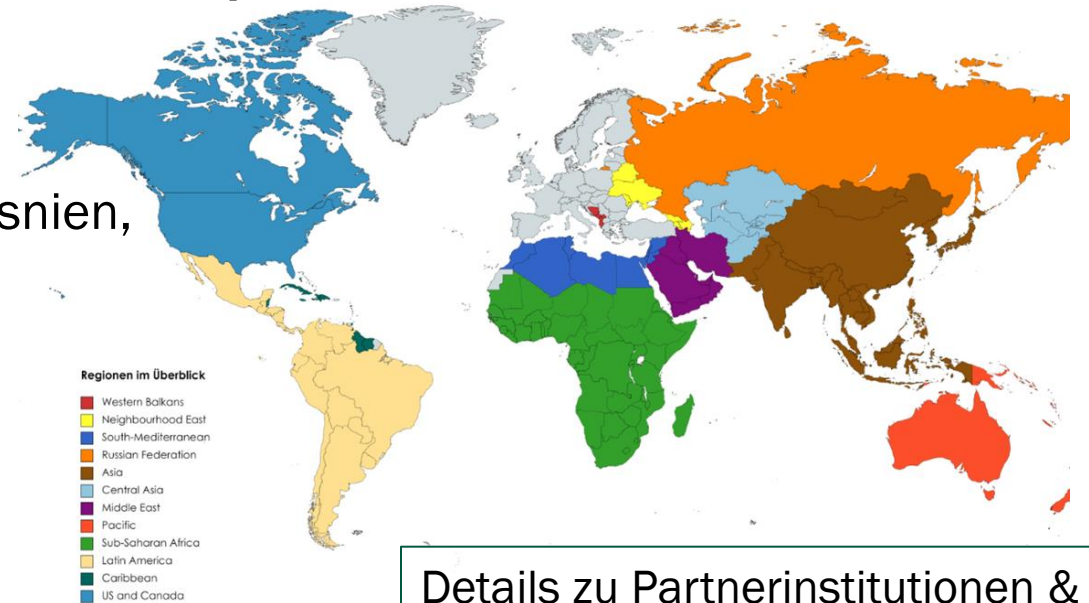 snien,
Regionen im Überblick
Western Balkans
Neighbourhood East
South-Mediterranean
Russian Federation
Asia
Central Asia
Middle East
Pacific
Sub-Saharan Africa
Latin America
Caribbean
US and Canada
Details zu Partnerinstitutionen &